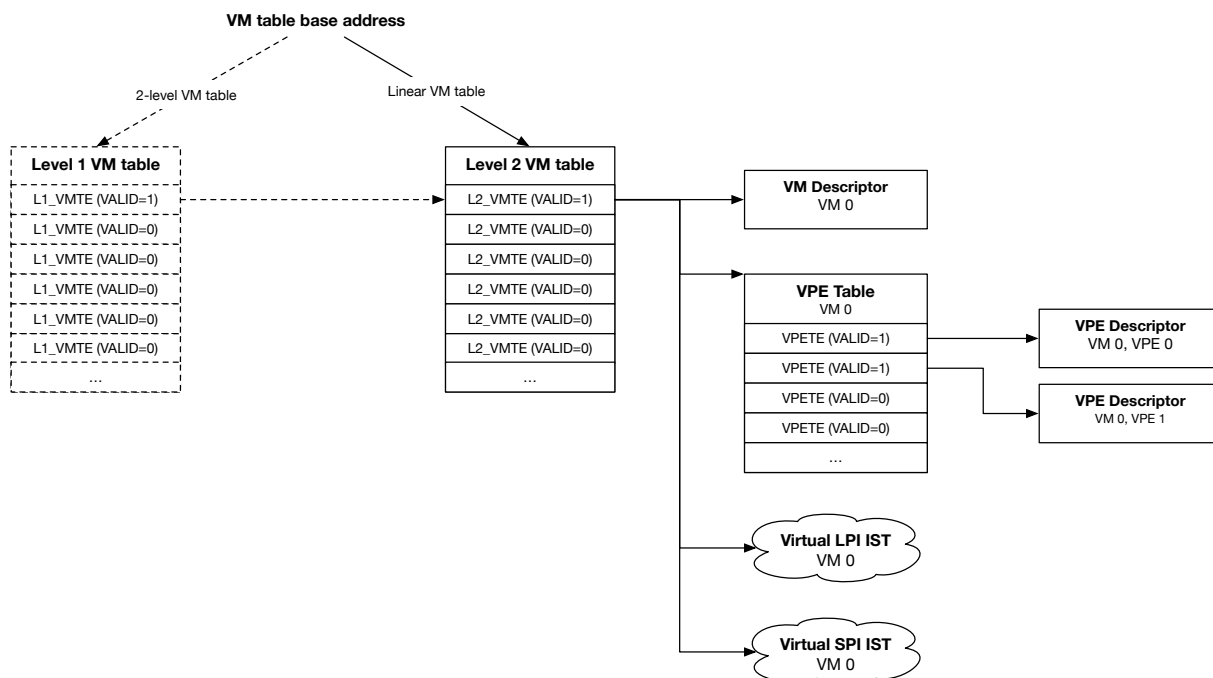 VM table base address
2-level VM table
Linear VM table
Level 1 VM table
L1_VMTE (VALID=1)
L1_VMTE (VALID=0)
L1_VMTE (VALID=0)
L1_VMTE (VALID=0)
L1_VMTE (VALID=0)
L1_VMTE (VALID=0)
...
Level 2 VM table
L2_VMTE (VALID=1)
L2_VMTE (VALID=0)
L2_VMTE (VALID=0)
L2_VMTE (VALID=0)
L2_VMTE (VALID=0)
L2_VMTE (VALID=0)
...
VM Descriptor
VM 0
VPE Table
VM 0
VPETE (VALID=1)
VPETE (VALID=1)
VPETE (VALID=0)
VPETE (VALID=0)
...
VPE Descriptor
VM 0, VPE 0
VPE Descriptor
VM 0, VPE 1
Virtual LPI IST
VM 0
Virtual SPI IST
VM 0